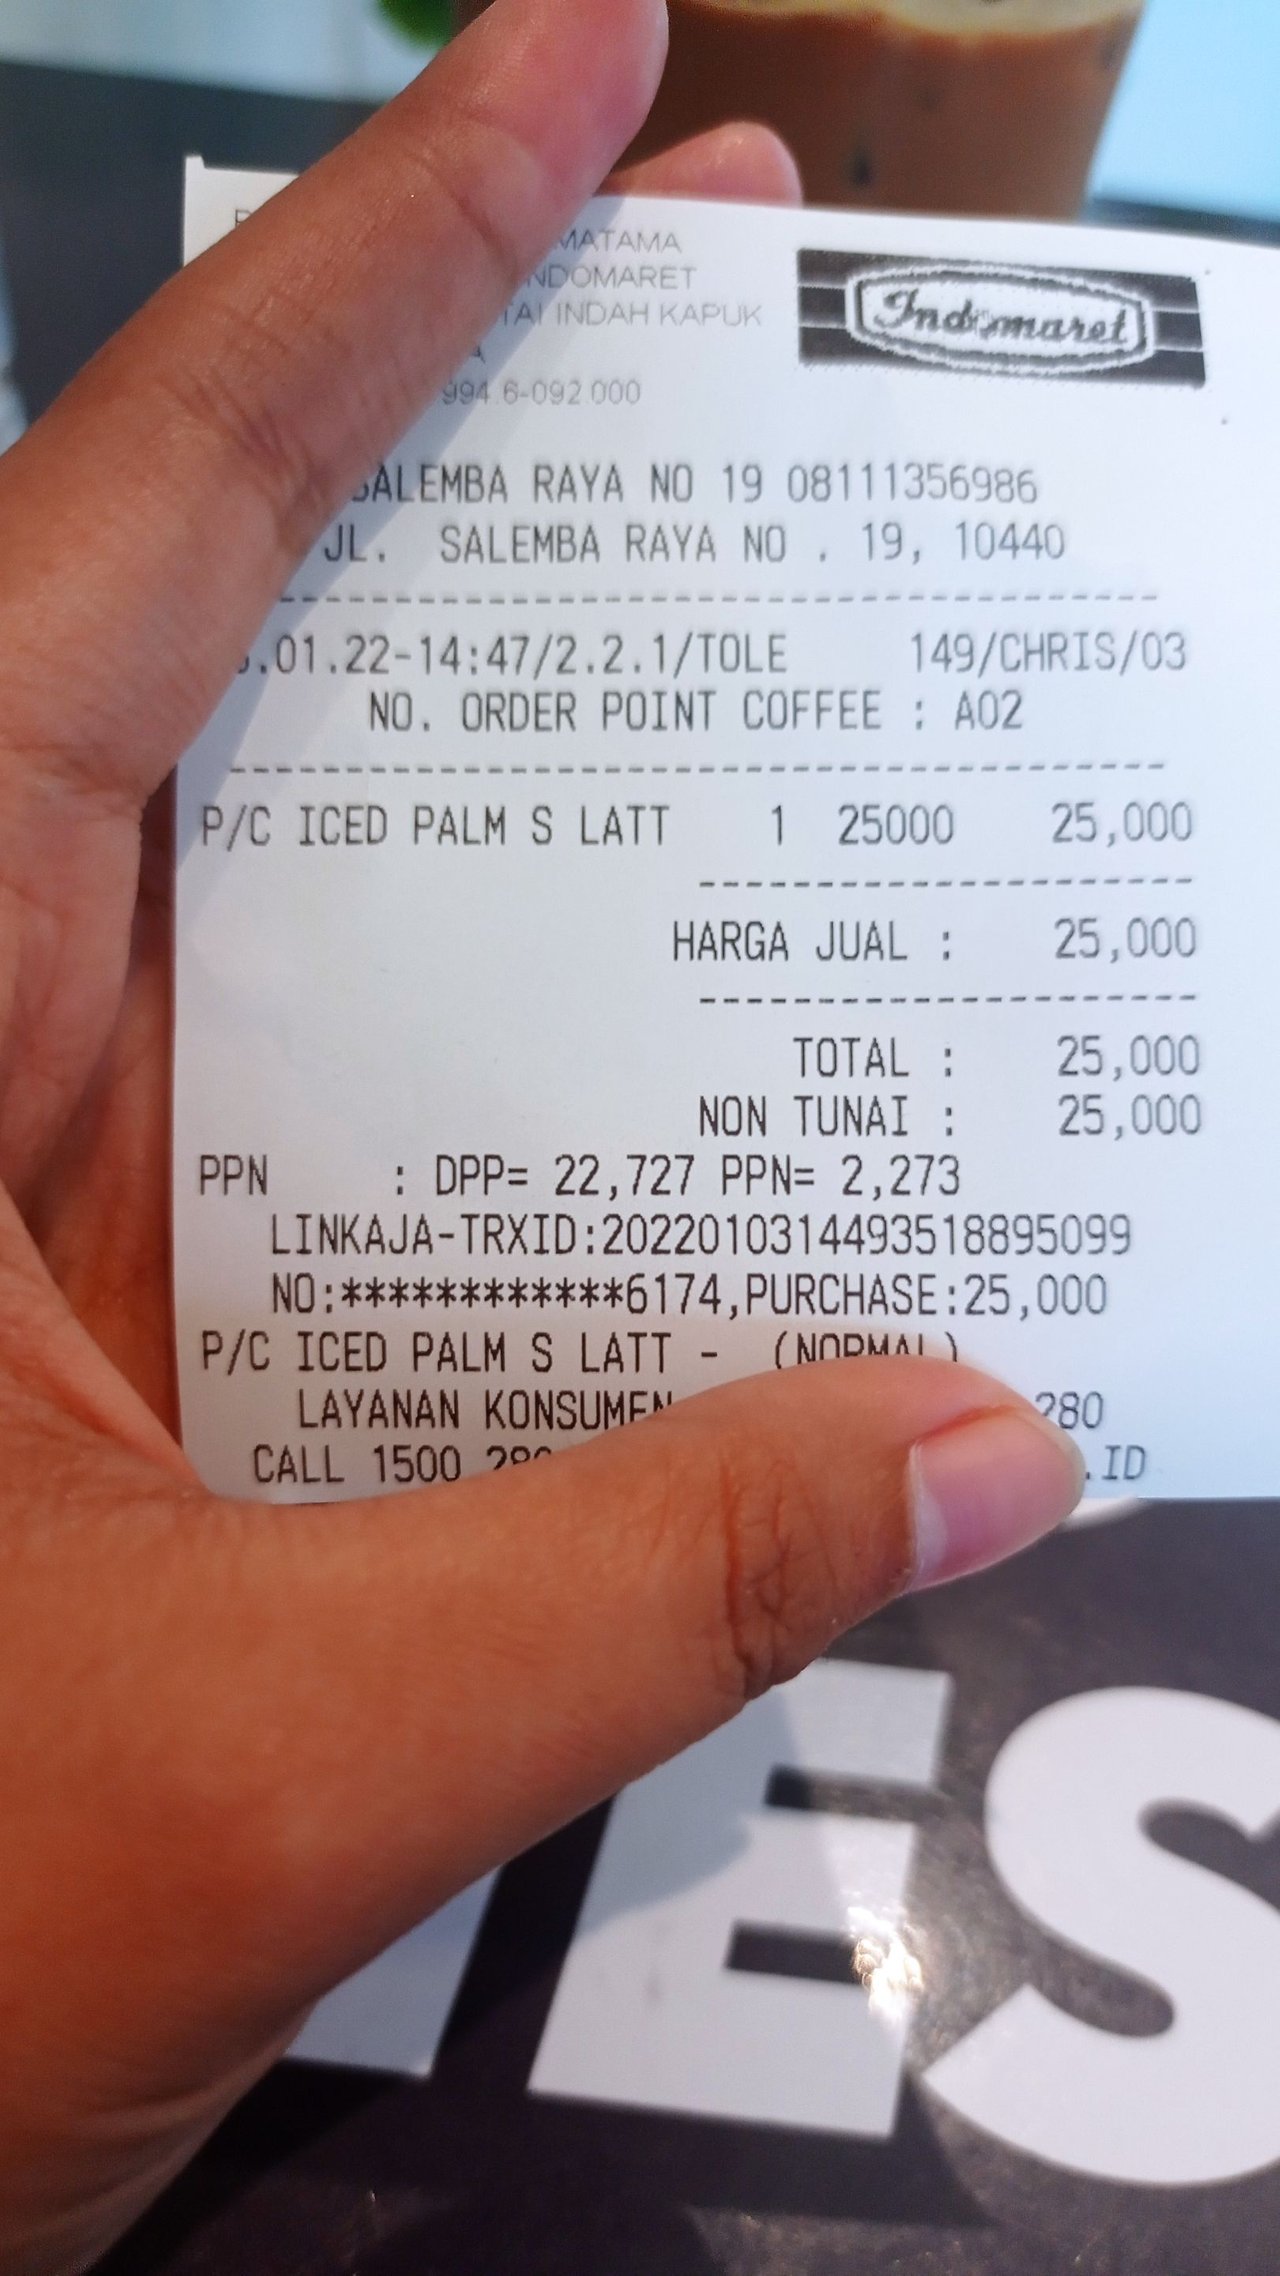 INDOMARET
INDAH KAPUK
Indomaret
994.6-092.000
SALEMBA RAYA NO 19 08111356986
JL. SALEMBA RAYA NO . 19, 10440
.01.22-14:47/2.2.1/TOLE 149/CHRIS/03
NO. ORDER POINT COFFEE : A02
P/C ICED PALM S LATT 1 25000 25,000
HARGA JUAL : 25,000
TOTAL : 25,000
NON TUNAI : 25,000
PPN : DPP= 22,727 PPN= 2,273
LINKAJA-TRXID:2022010314493518895099
NO:************6174,PURCHASE:25,000
P/C ICED PALM S LATT - (NORMAL)
LAYANAN KONSUMEN 280
CALL 1500 280 .ID
ES